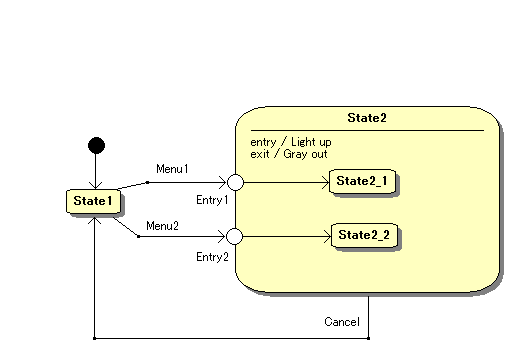 State2
entry / Light up
exit / Gray out
Menu1
State2_1
State1
Entry1
Menu2
State2_2
Entry2
Cancel